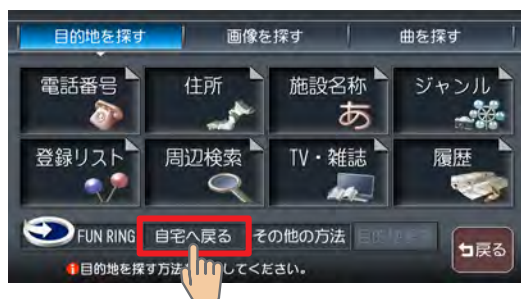 目的地を探す 画像を探す 曲を探す
電話番号 住所 施設名称 ジャンル
あ
登録リスト 周辺検索 TV・雑誌 履歴
FUN RING 自宅へ戻る その他の方法 戻る
目的地を探す方法 してください。